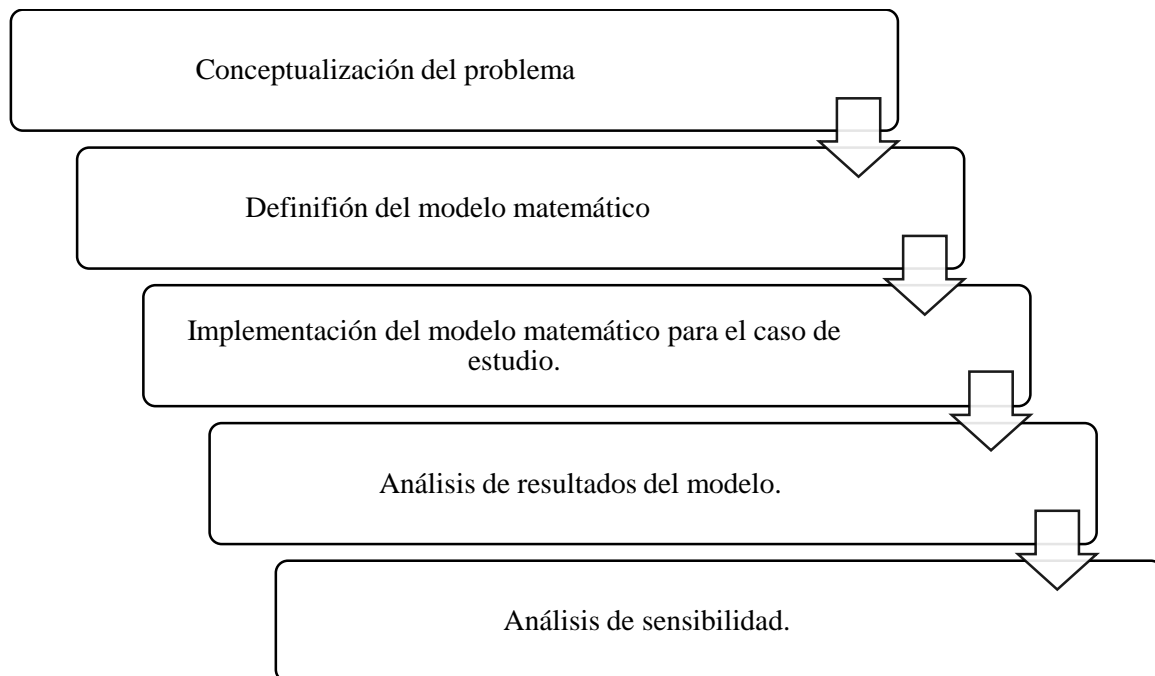 Conceptualización del problema
Definifión del modelo matemático
Implementación del modelo matemático para el caso de
estudio.
Análisis de resultados del modelo.
Análisis de sensibilidad.